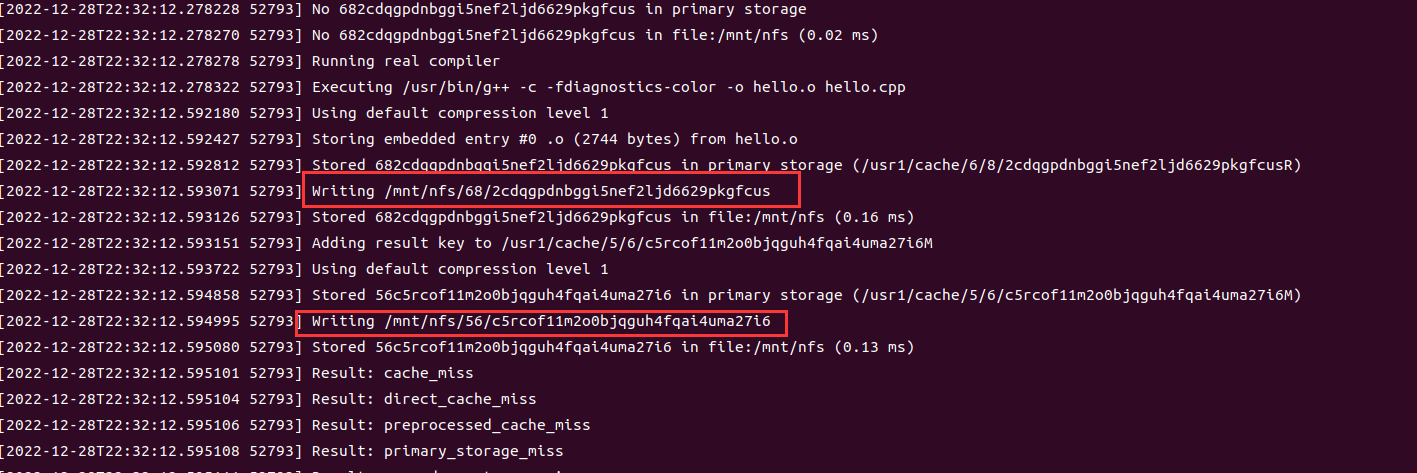 [2022-12-28T22:32:12.278228 52793] No 682cdqgpdnbggi5nef2ljd6629pkgfcus in primary storage
[2022-12-28T22:32:12.278270 52793] No 682cdqgpdnbggi5nef2ljd6629pkgfcus in file:/mnt/nfs (0.02 ms)
[2022-12-28T22:32:12.278278 52793] Running real compiler
[2022-12-28T22:32:12.278322 52793] Executing /usr/bin/g++ -c -fdiagnostics-color -o hello.o hello.cpp
[2022-12-28T22:32:12.592180 52793] Using default compression level 1
[2022-12-28T22:32:12.592427 52793] Storing embedded entry #0 .o (2744 bytes) from hello.o
[2022-12-28T22:32:12.592812 52793] Stored 682cdqgpdnbggi5nef2ljd6629pkgfcus in primary storage (/usr1/cache/6/8/2cdqgpdnbggi5nef2ljd6629pkgfcusR)
[2022-12-28T22:32:12.593071 52793] Writing /mnt/nfs/68/2cdqgpdnbggi5nef2ljd6629pkgfcus
[2022-12-28T22:32:12.593126 52793] Stored 682cdqgpdnbggi5nef2ljd6629pkgfcus in file:/mnt/nfs (0.16 ms)
[2022-12-28T22:32:12.593151 52793] Adding result key to /usr1/cache/5/6/c5rcof11m2o0bjqguh4fqai4uma27i6M
[2022-12-28T22:32:12.593722 52793] Using default compression level 1
[2022-12-28T22:32:12.594858 52793] Stored 56c5rcof11m2o0bjqguh4fqai4uma27i6 in primary storage (/usr1/cache/5/6/c5rcof11m2o0bjqguh4fqai4uma27i6M)
[2022-12-28T22:32:12.594995 52793] Writing /mnt/nfs/56/c5rcof11m2o0bjqguh4fqai4uma27i6
[2022-12-28T22:32:12.595080 52793] Stored 56c5rcof11m2o0bjqguh4fqai4uma27i6 in file:/mnt/nfs (0.13 ms)
[2022-12-28T22:32:12.595101 52793] Result: cache_miss
[2022-12-28T22:32:12.595104 52793] Result: direct_cache_miss
[2022-12-28T22:32:12.595106 52793] Result: preprocessed_cache_miss
[2022-12-28T22:32:12.595108 52793] Result: primary_storage_miss